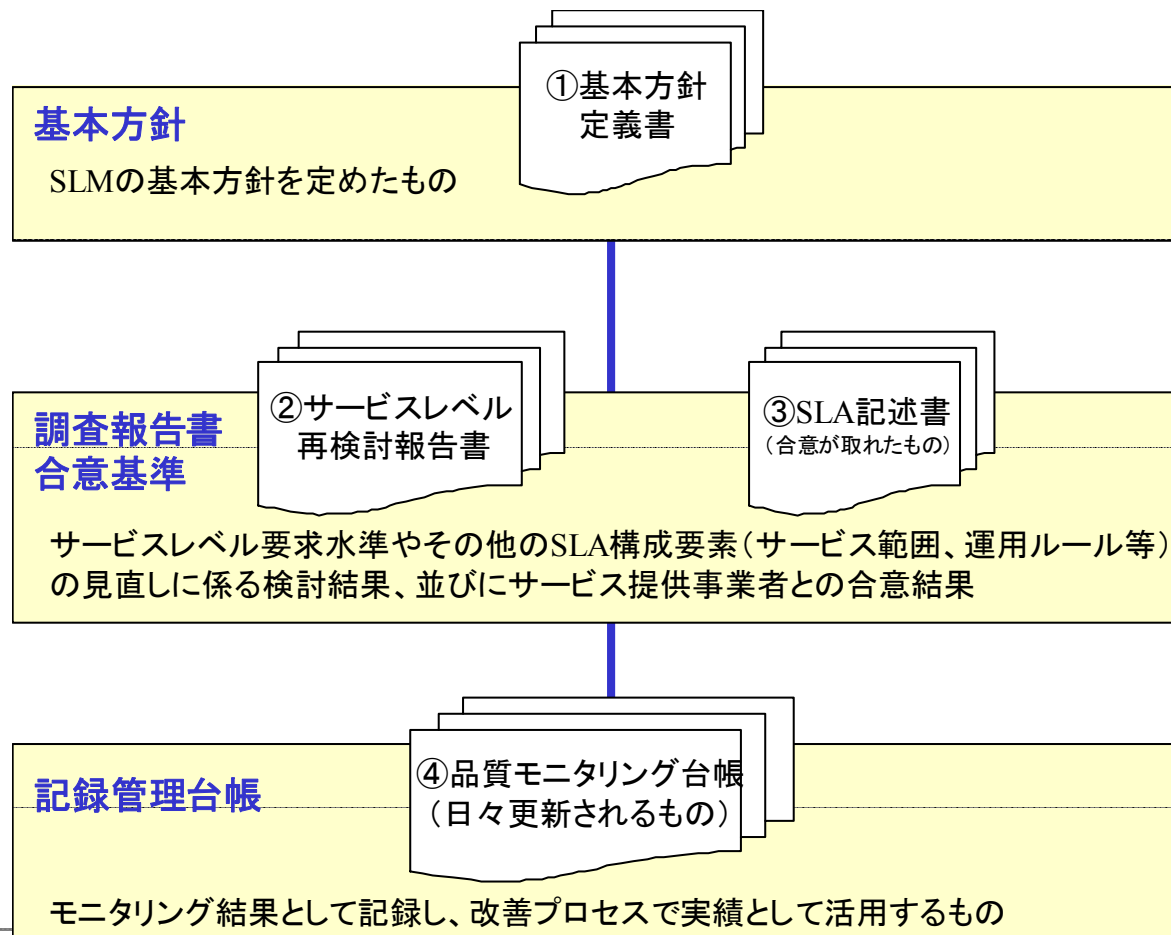 ①基本方針
定義書
基本方針
SLMの基本方針を定めたもの
②サービスレベル
再検討報告書
③SLA記述書
（合意が取れたもの）
調査報告書
合意基準
サービスレベル要求水準やその他のSLA構成要素（サービス範囲、運用ルール等）
の見直しに係る検討結果、並びにサービス提供事業者との合意結果
④品質モニタリング台帳
（日々更新されるもの）
記録管理台帳
モニタリング結果として記録し、改善プロセスで実績として活用するもの